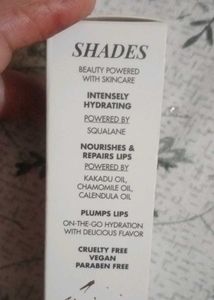 SHADES
BEAUTY POWERED
WITH SKINCARE
INTENSELY
HYDRATING
POWERED BY
SQUALANE
NOURISHES &
REPAIRS LIPS
POWERED BY
KAKADU OIL,
CHAMOMILE OIL,
CALENDULA OIL
PLUMPS LIPS
ON-THE-GO HYDRATION
WITH DELICIOUS FLAVOR
CRUELTY FREE
VEGAN
PARABEN FREE